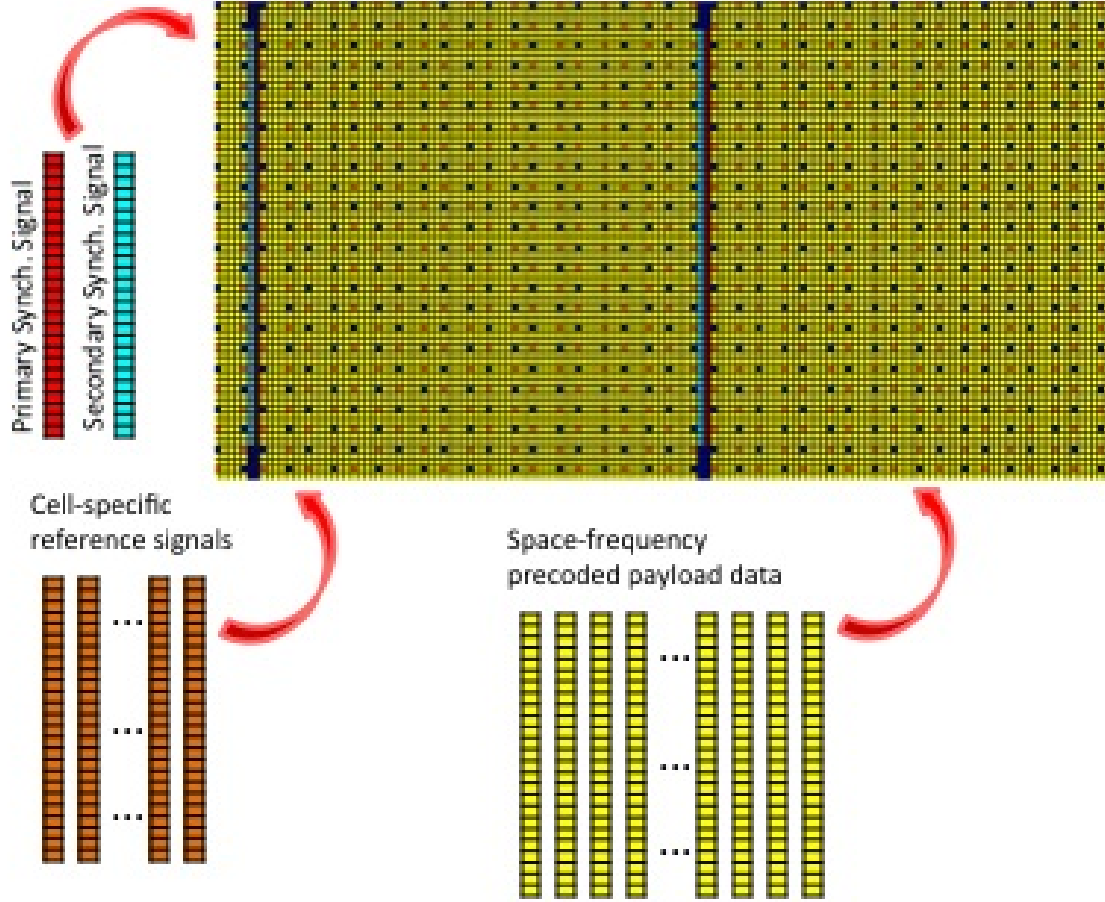 Primary Synch. Signal
Secondary Synch. Signal
Cell-specific
reference signals
...
...
...
Space-frequency
precoded payload data
...
...
...